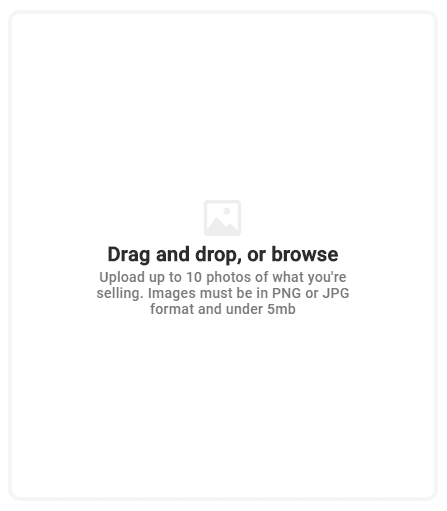 Drag and drop, or browse
Upload up to 10 photos of what you're
selling. Images must be in PNG or JPG
format and under 5mb